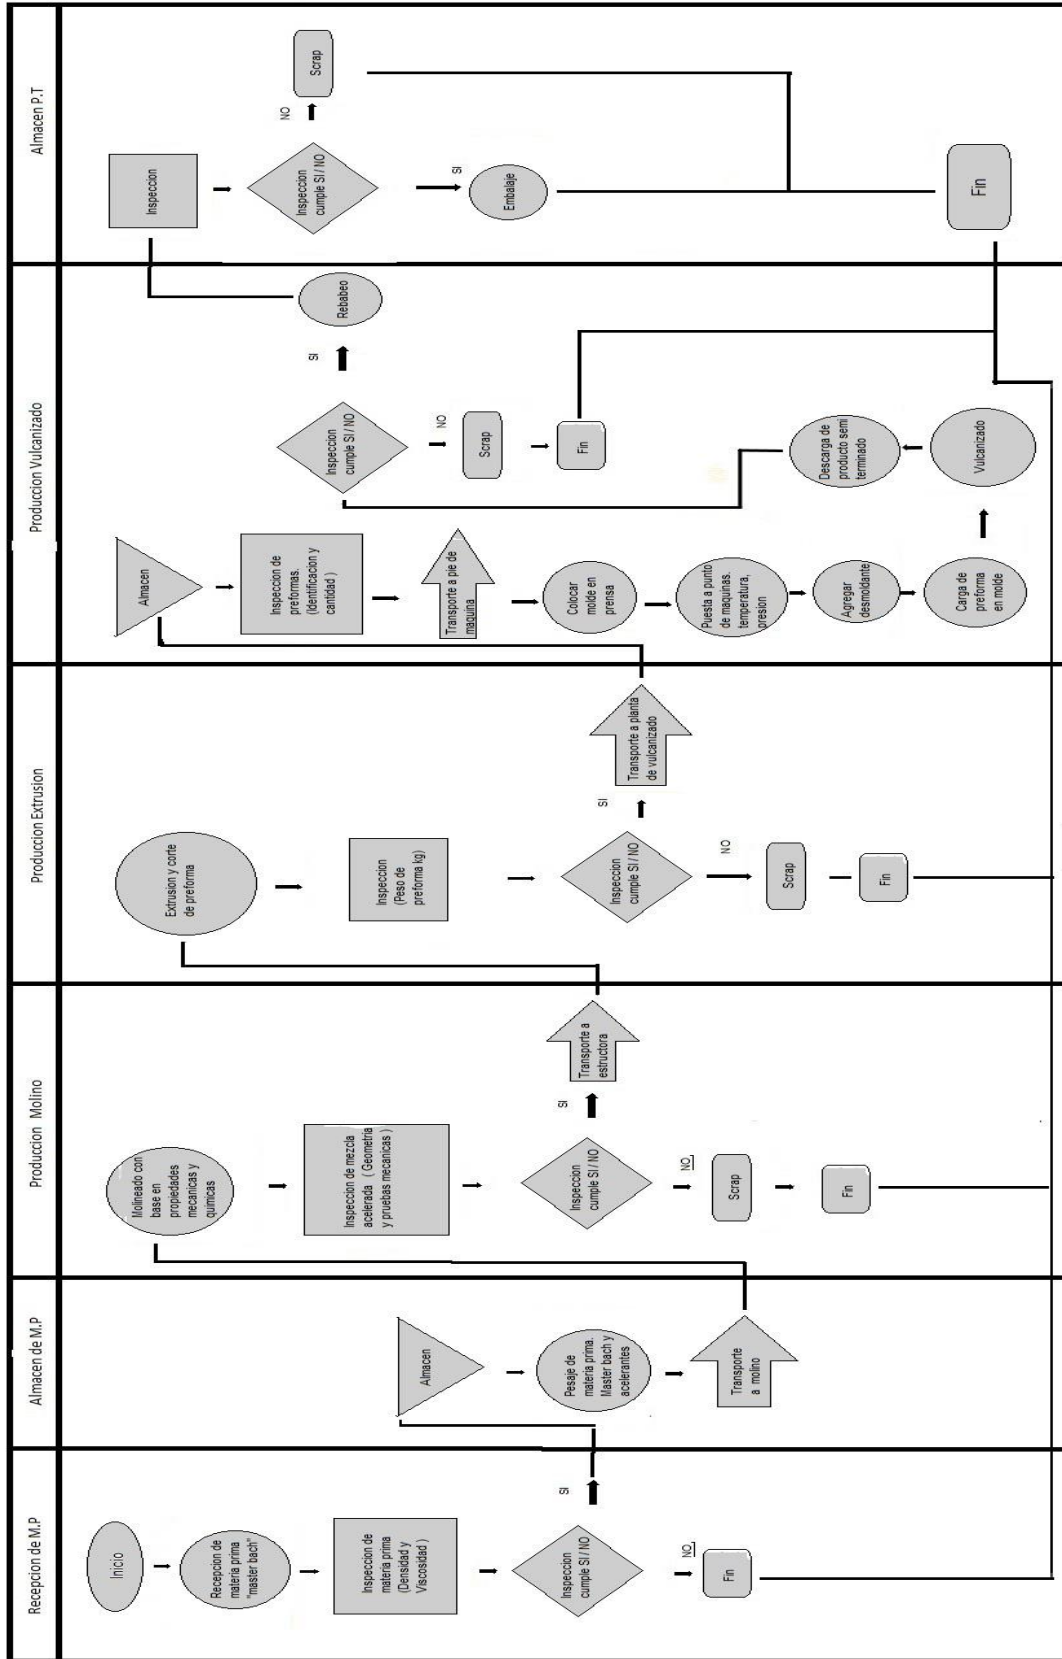 Recepcion de M.P
Inicio
Recepcion de
materia prima
"master bach"
Inspeccion de
materia prima
(Densidad y
Viscosidad )
Inspeccion
cumple SI / NO
SI
NO
Fin
Almacen de M.P
Almacen
Pesaje de
materia prima.
Master bach y
acelerantes
Transporte
a molino
Produccion Molino
Molineado con
base en
propiedades
mecanicas y
quimicas
Inspeccion de mezcla
acelerada ( Geometria
y pruebas mecanicas )
Inspeccion
cumple SI / NO
SI
Transporte a
estructora
NO
Scrap
Fin
Produccion Extrusion
Extrusion y corte
de preforma
Inspeccion
(Peso de
preforma kg)
Inspeccion
cumple SI / NO
SI
Transporte a planta
de vulcanizado
NO
Scrap
Fin
Produccion Vulcanizado
Almacen
Inspeccion de
preformas.
(Identificacion y
cantidad )
Transporte a pie de
maquina
Colocar
molde en
prensa
Puesta a punto
de maquinas.
temperatura,
presion
Agregar
desmoldante
Carga de
preforma
en molde
Vulcanizado
Descarga de
producto semi
terminado
Inspeccion
cumple SI / NO
SI
Rebabeo
NO
Scrap
Fin
Almacen P.T
Inspeccion
Inspeccion
cumple SI / NO
NO
Scrap
SI
Embalaje
Fin